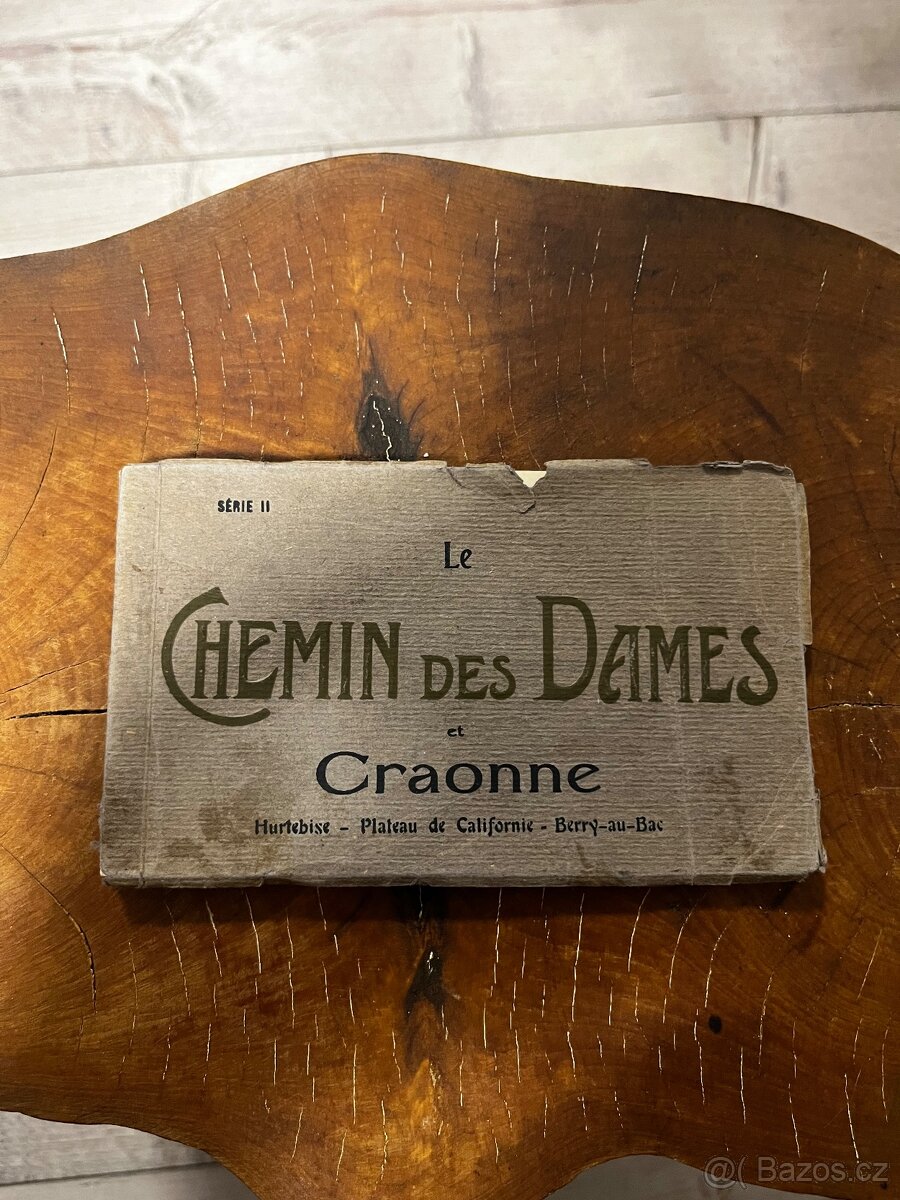 SÉRIE II
Le
CHEMIN DES DAMES
et
Craonne
Hurtebise - Plateau de Californie - Berry-au-Bac
@( Bazos.cz